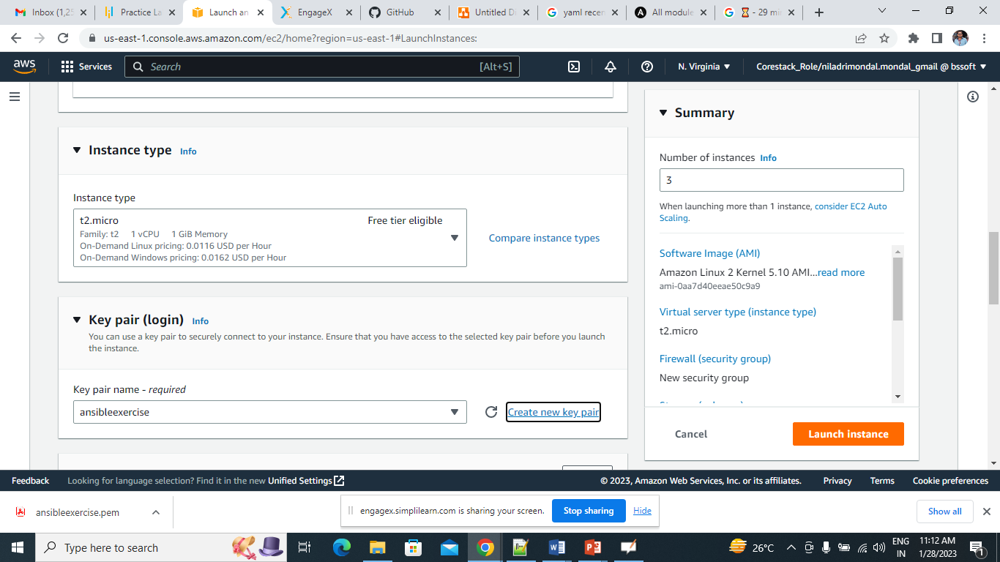 Inbox (1,25
Practice La
Launch an
EngageX
GitHub
Untitled Di
yaml recen
All module
- 29 mi
us-east-1.console.aws.amazon.com/ec2/home?region=us-east-1#LaunchInstances:
aws
Services
Search
[Alt+S]
N. Virginia
Corestack_Role/niladrimondal.mondal_gmail @ bssoft
Instance type Info
Instance type
t2.micro
Free tier eligible
Family: t2 1 vCPU 1 GiB Memory
On-Demand Linux pricing: 0.0116 USD per Hour
On-Demand Windows pricing: 0.0162 USD per Hour
Compare instance types
Key pair (login) Info
You can use a key pair to securely connect to your instance. Ensure that you have access to the selected key pair before you launch
the instance.
Key pair name - required
ansibleexercise
Create new key pair
Summary
Number of instances Info
3
When launching more than 1 instance, consider EC2 Auto
Scaling.
Software Image (AMI)
Amazon Linux 2 Kernel 5.10 AMI...read more
ami-0aa7d40eeae50c9a9
Virtual server type (instance type)
t2.micro
Firewall (security group)
New security group
Cancel
Launch instance
Feedback
Looking for language selection? Find it in the new Unified Settings
© 2023, Amazon Web Services, Inc. or its affiliates.
Privacy
Terms
Cookie preferences
ansibleexercise.pem
engagex.simplilearn.com is sharing your screen.
Stop sharing
Hide
Show all
Type here to search
26°C
ENG
IN
11:12 AM
1/28/2023
1